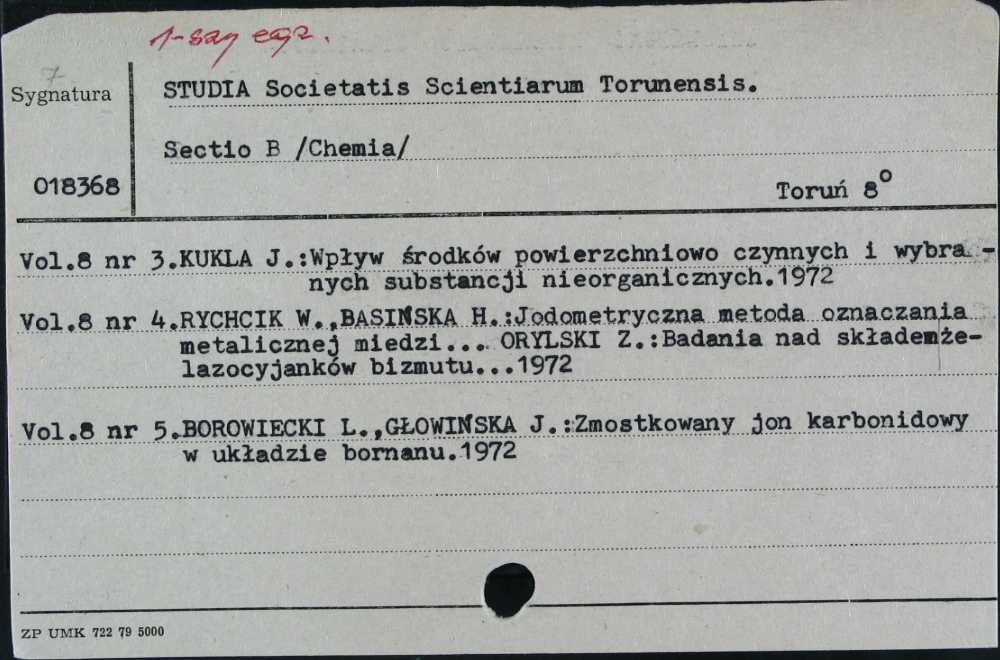 1-szy egz.
7
Sygnatura
STUDIA Societatis Scientiarum Torunensis.
Sectio B /Chemia/
018368
Toruń 8°
Vol.8 nr 3.KUKLA J.:Wpływ środków powierzchniowo czynnych i wybra -
nych substancji nieorganicznych.1972
Vol.8 nr 4.RYCHCIK W.,BASIŃSKA H.:Jodometryczna metoda oznaczania
metalicznej miedzi... ORYLSKI Z.:Badania nad składemże-
lazocyjanków bizmutu...1972
Vol.8 nr 5.BOROWIECKI L.,GŁOWIŃSKA J.:Zmostkowany jon karbonidowy
w układzie bornanu.1972
ZP UMK 722 79 5000